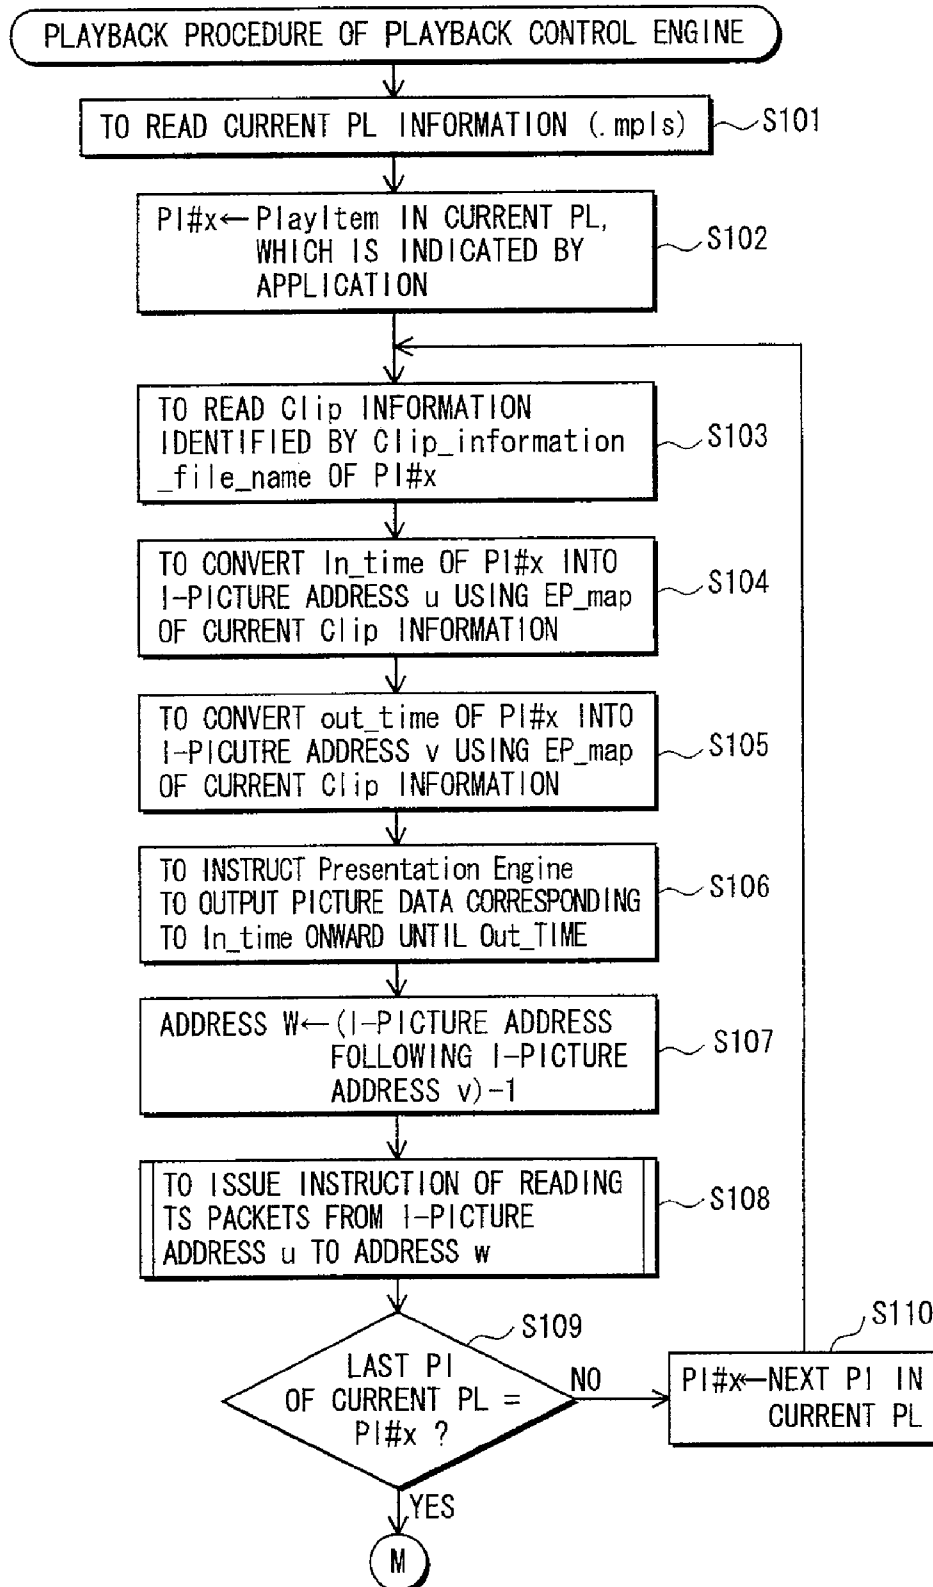 PLAYBACK PROCEDURE OF PLAYBACK CONTROL ENGINE
TO READ CURRENT PL INFORMATION (.mpls)
S101
PI#x←PlayItem IN CURRENT PL,
WHICH IS INDICATED BY
APPLICATION
S102
TO READ Clip INFORMATION
IDENTIFIED BY Clip_information
_file_name OF PI#x
S103
TO CONVERT In_time OF PI#x INTO
I-PICTURE ADDRESS u USING EP_map
OF CURRENT Clip INFORMATION
S104
TO CONVERT out_time OF PI#x INTO
I-PICUTRE ADDRESS v USING EP_map
OF CURRENT Clip INFORMATION
S105
TO INSTRUCT Presentation Engine
TO OUTPUT PICTURE DATA CORRESPONDING
TO In_time ONWARD UNTIL Out_TIME
S106
ADDRESS W←(I-PICTURE ADDRESS
FOLLOWING I-PICTURE
ADDRESS v)-1
S107
TO ISSUE INSTRUCTION OF READING
TS PACKETS FROM I-PICTURE
ADDRESS u TO ADDRESS w
S108
S109
LAST PI
OF CURRENT PL =
PI#x ?
NO
S110
PI#x←NEXT PI IN
CURRENT PL
YES
M